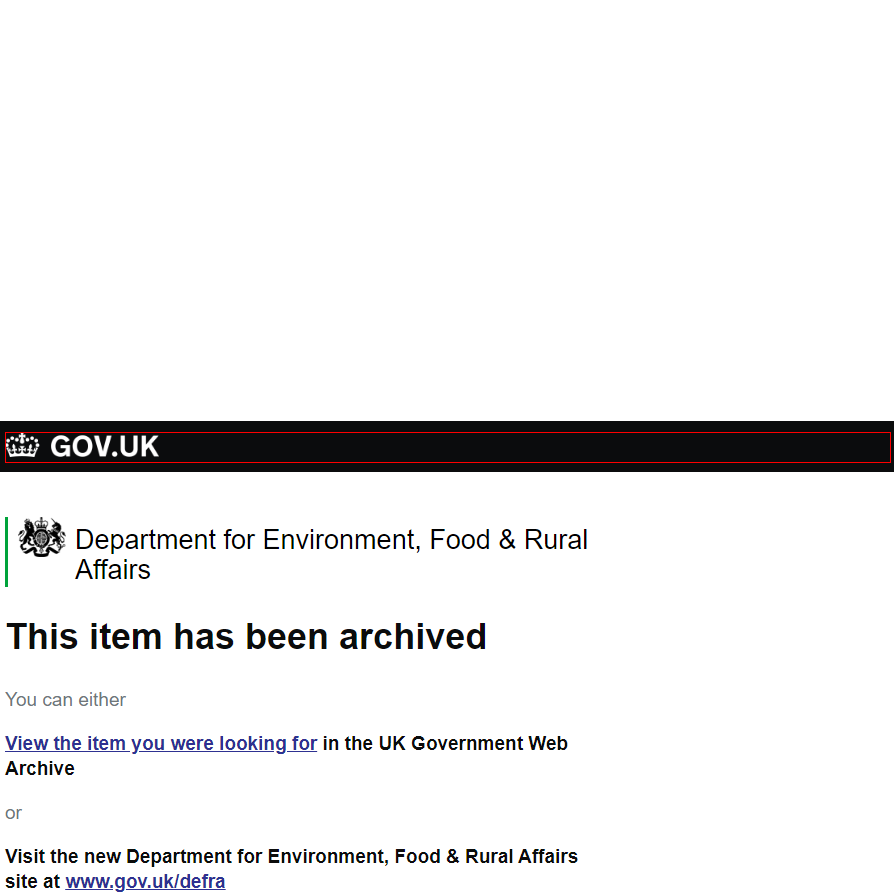 GOV.UK
Department for Environment, Food & Rural
Affairs
This item has been archived
You can either
View the item you were looking for in the UK Government Web
Archive
or
Visit the new Department for Environment, Food & Rural Affairs
site at www.gov.uk/defra